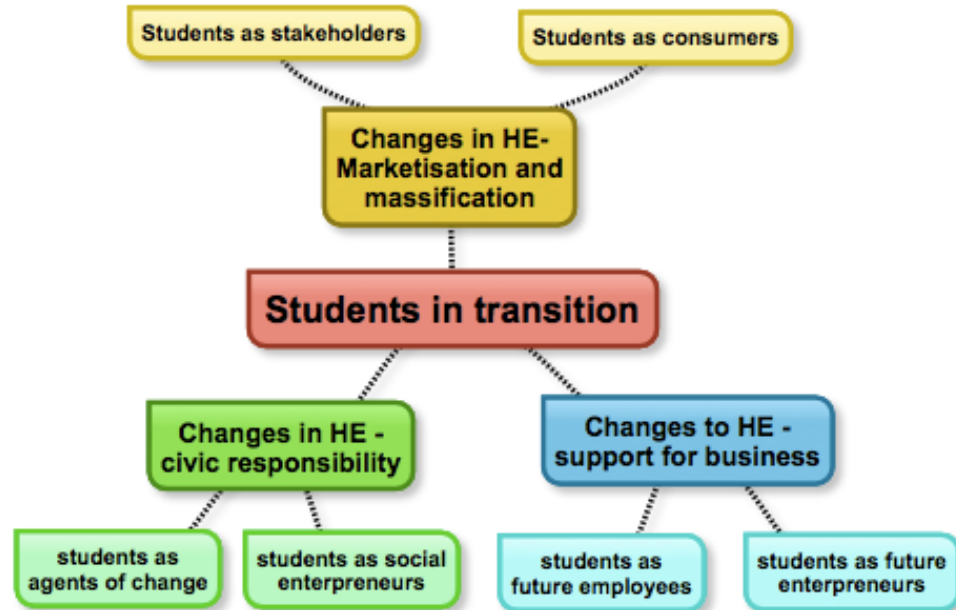 Students as stakeholders
Students as consumers
Changes in HE-
Marketisation and
massification
Students in transition
Changes in HE -
civic responsibility
Changes to HE -
support for business
students as
agents of change
students as social
enterpreneurs
students as
future employees
students as future
enterpreneurs